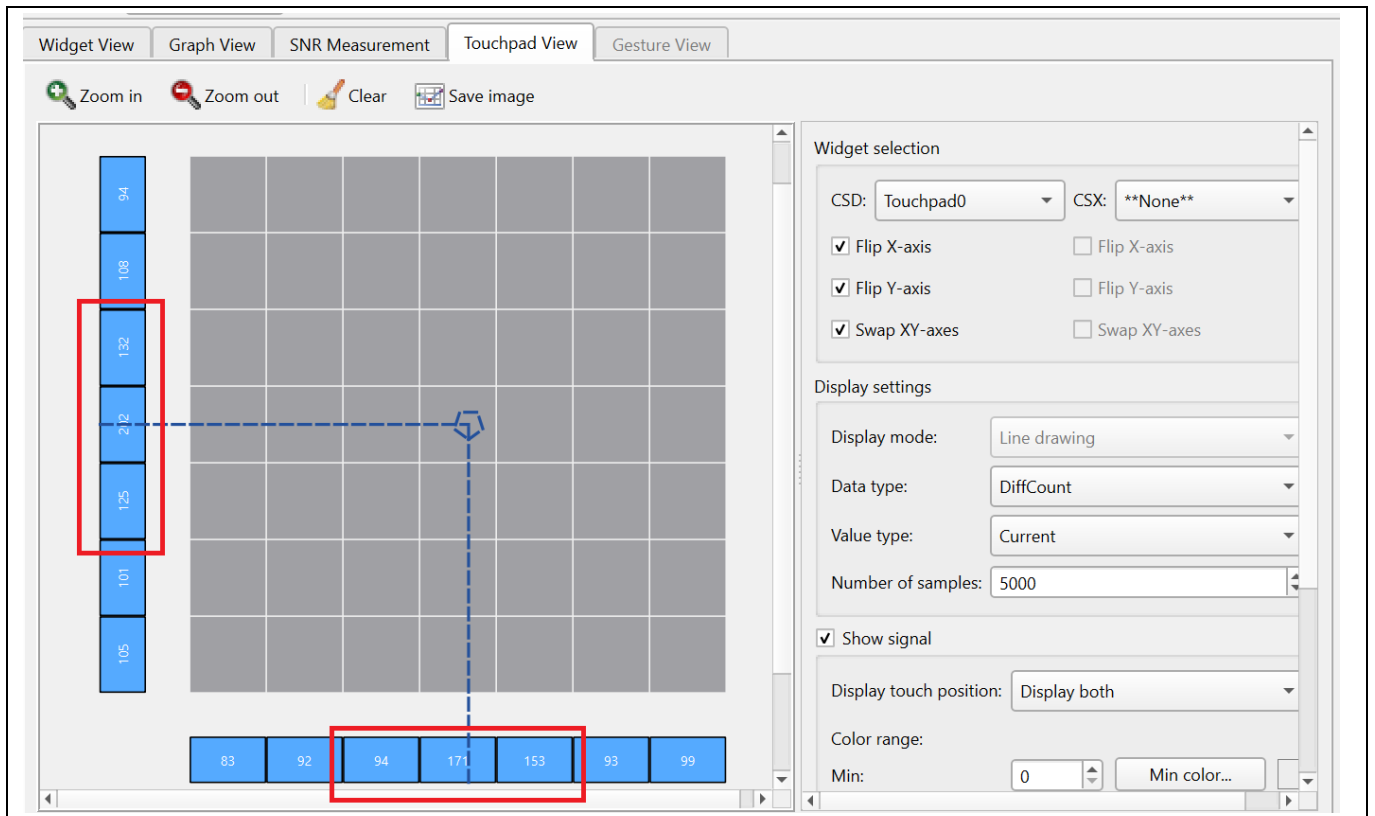 Widget View Graph View SNR Measurement Touchpad View Gesture View
Zoom in Zoom out Clear Save image
94
108
132
202
125
101
105
83 92 94 171 153 93 99
Widget selection
CSD: Touchpad0 CSX: **None**
Flip X-axis Flip X-axis
Flip Y-axis Flip Y-axis
Swap XY-axes Swap XY-axes
Display settings
Display mode: Line drawing
Data type: DiffCount
Value type: Current
Number of samples: 5000
Show signal
Display touch position: Display both
Color range:
Min: 0 Min color...